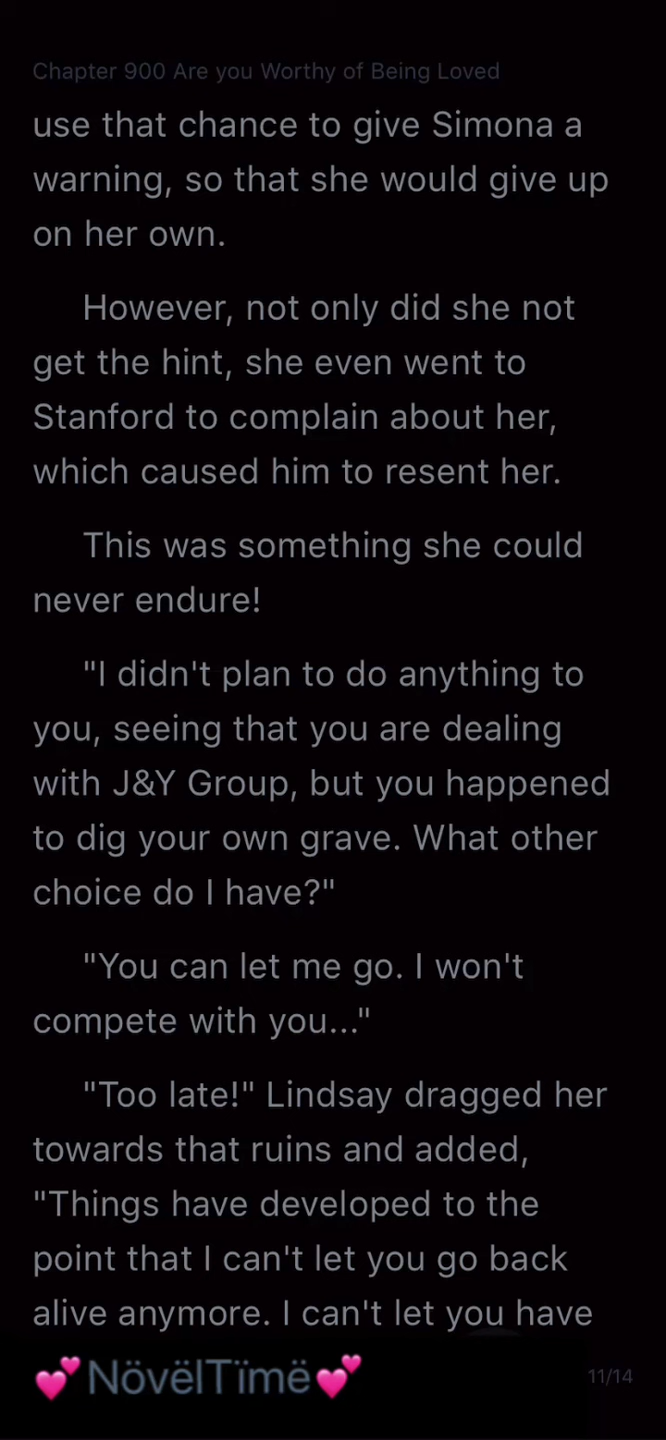 Chapter 900 Are you Worthy of Being Loved
use that chance to give Simona a
warning, so that she would give up
on her own.
However, not only did she not
get the hint, she even went to
Stanford to complain about her,
which caused him to resent her.
This was something she could
never endure!
"I didn't plan to do anything to
you, seeing that you are dealing
with J&Y Group, but you happened
to dig your own grave. What other
choice do I have?"
"You can let me go. I won't
compete with you..."
"Too late!" Lindsay dragged her
towards that ruins and added,
"Things have developed to the
point that I can't let you go back
alive anymore. I can't let you have
💕NövëlTïmë💕
11/14